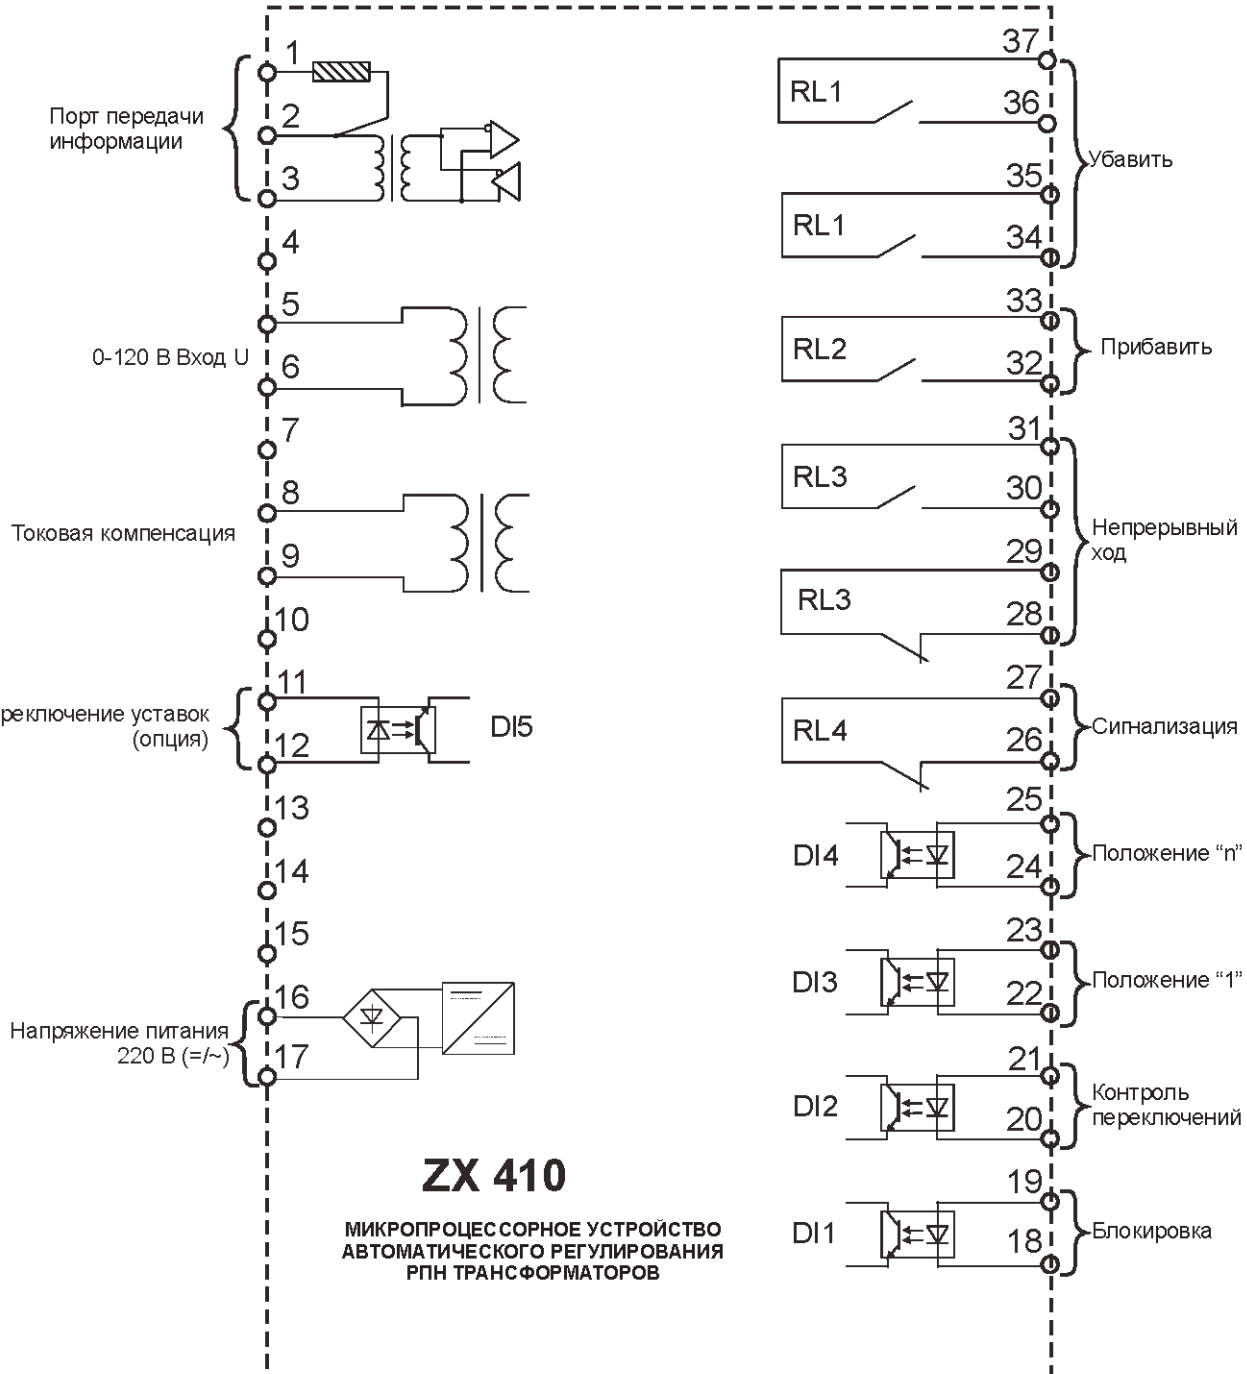 1
Порт передачи
информации
2
3
4
5
0-120 В Вход U
6
7
8
Токовая компенсация
9
10
11
реключение уставок
(опция)
DI5
12
13
14
15
16
Напряжение питания
220 В (=/~)
17
37
RL1
36
Убавить
35
RL1
34
33
RL2
Прибавить
32
31
RL3
30
Непрерывный
ход
29
RL3
28
27
RL4
Сигнализация
26
25
DI4
Положение “n”
24
23
DI3
Положение “1”
22
21
DI2
Контроль
переключений
20
19
DI1
Блокировка
18
ZX 410
МИКРОПРОЦЕССОРНОЕ УСТРОЙСТВО
АВТОМАТИЧЕСКОГО РЕГУЛИРОВАНИЯ
РПН ТРАНСФОРМАТОРОВ